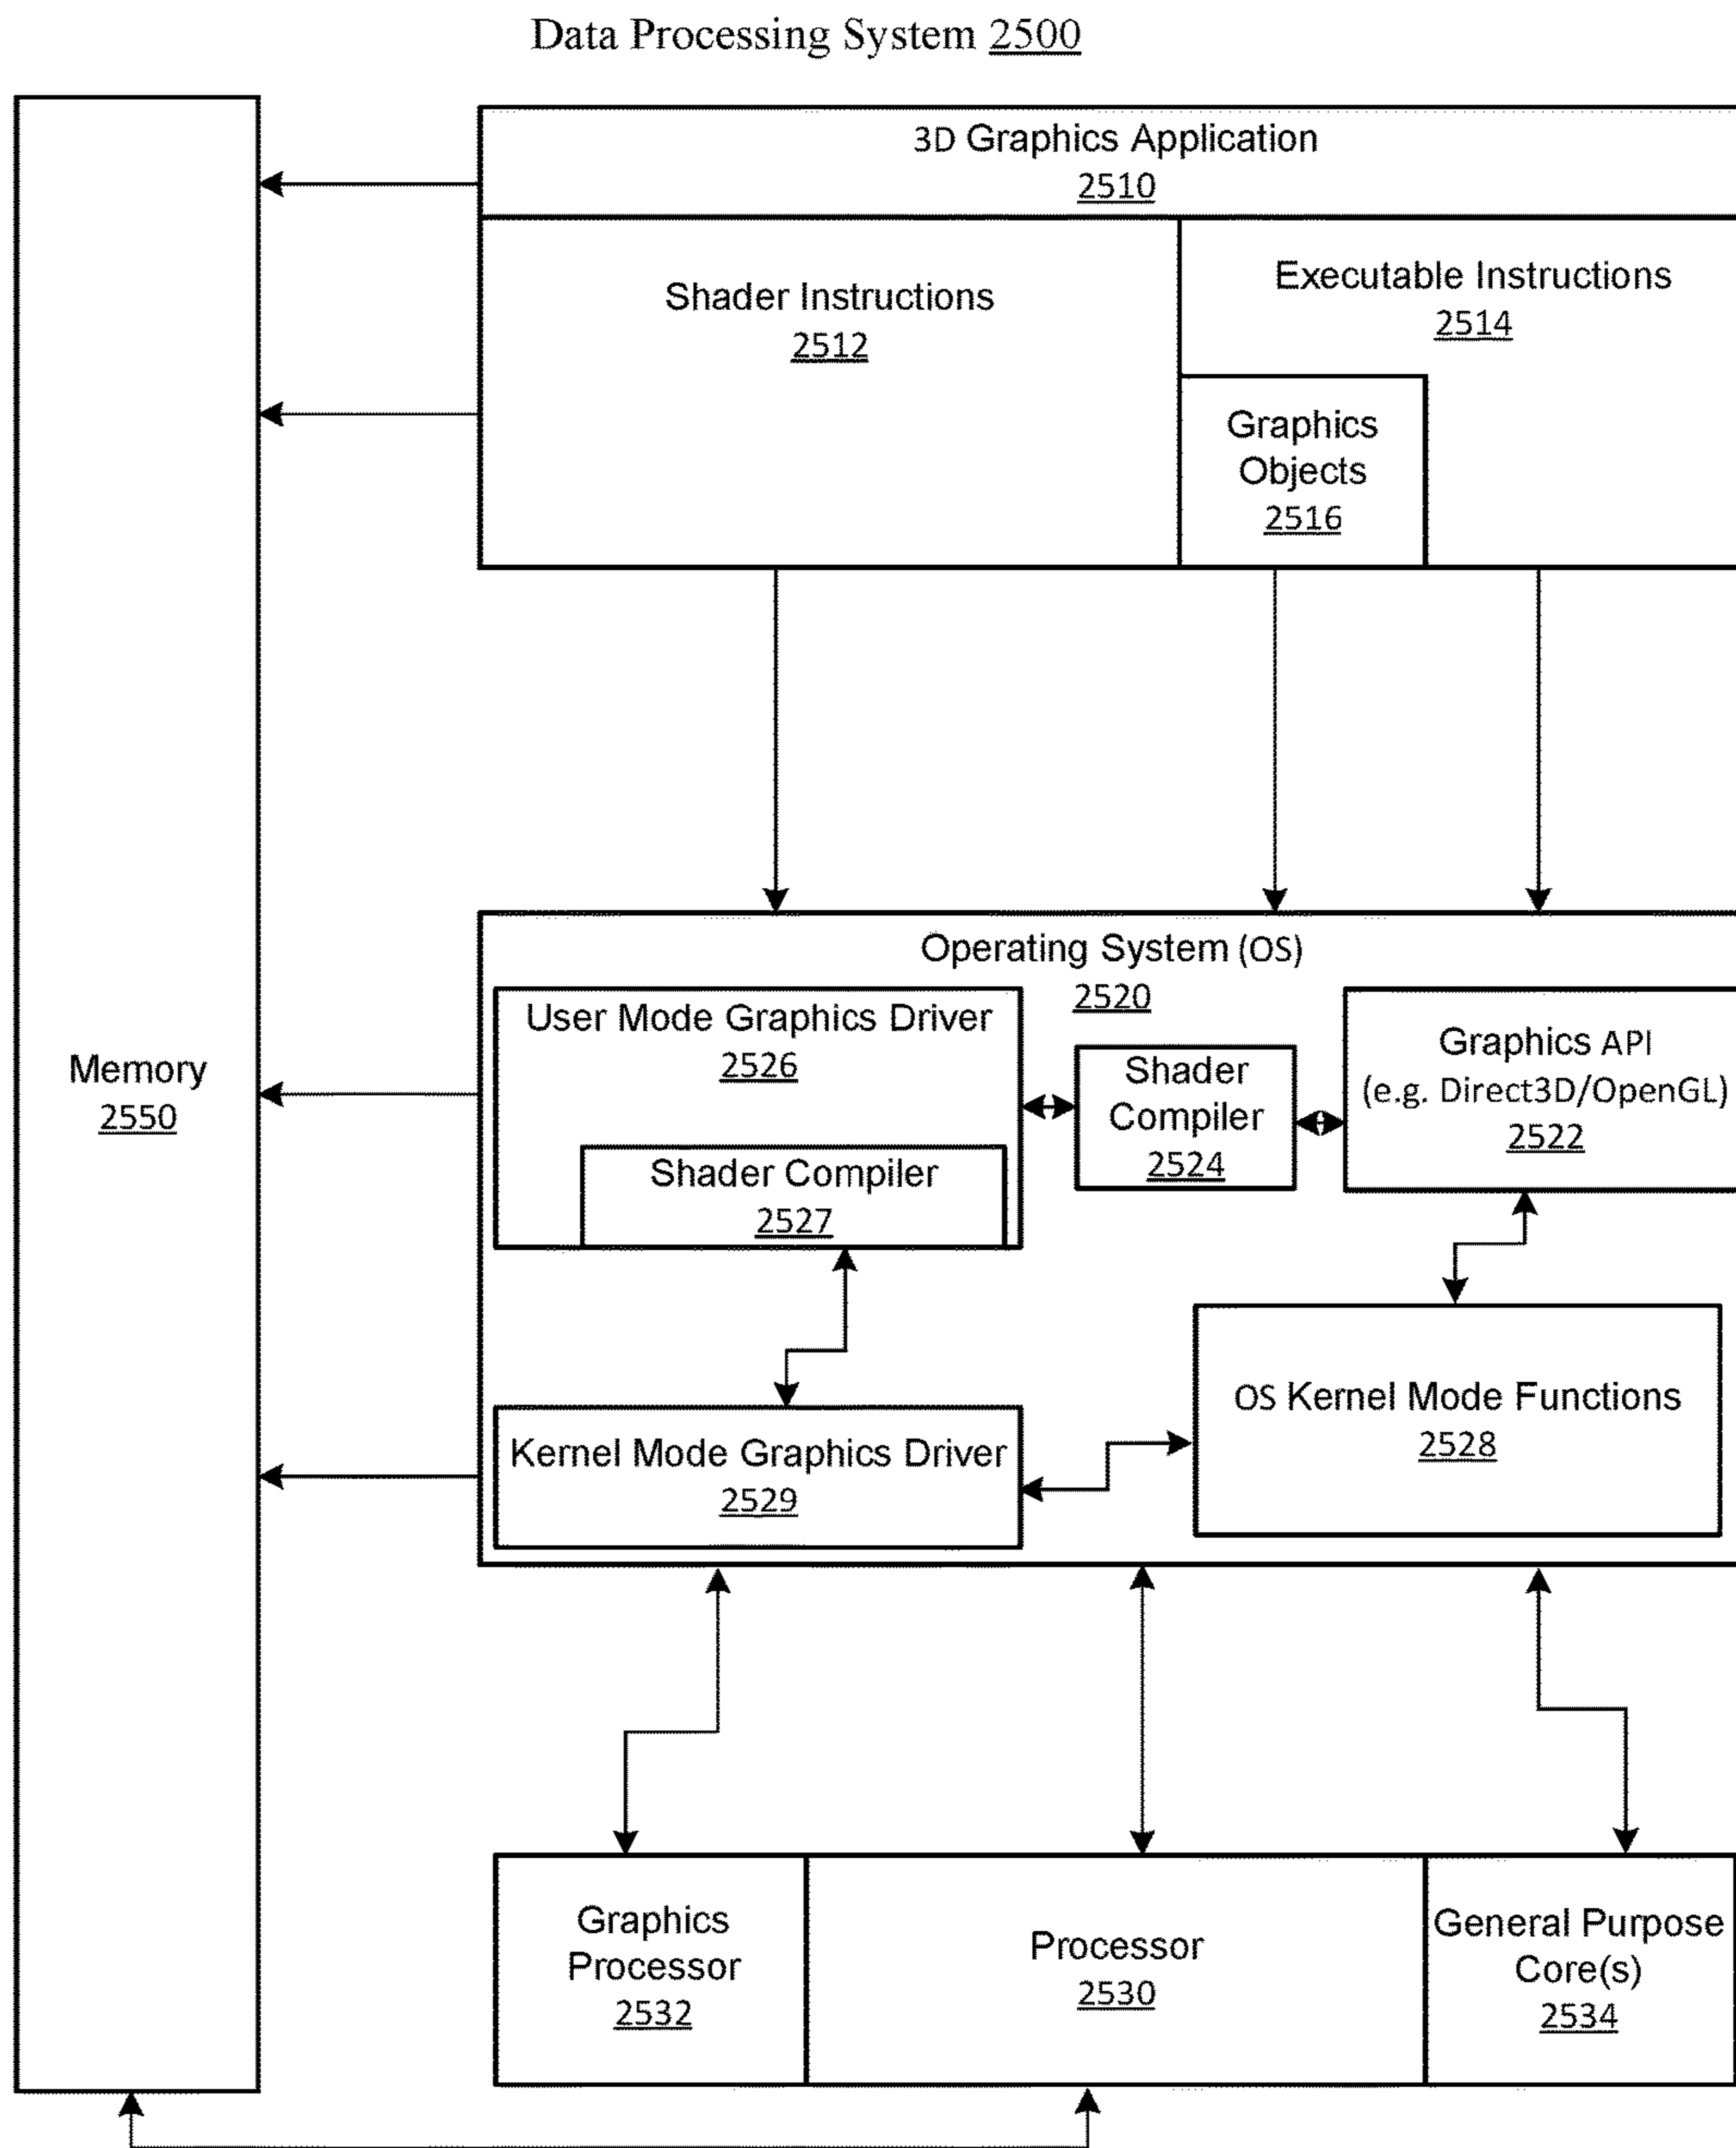 Data Processing System 2500
3D Graphics Application
2510
Shader Instructions
2512
Executable Instructions
2514
Graphics
Objects
2516
Memory
2550
Operating System (OS)
2520
User Mode Graphics Driver
2526
Shader Compiler
2527
Shader
Compiler
2524
Graphics API
(e.g. Direct3D/OpenGL)
2522
Kernel Mode Graphics Driver
2529
OS Kernel Mode Functions
2528
Graphics
Processor
2532
Processor
2530
General Purpose
Core(s)
2534